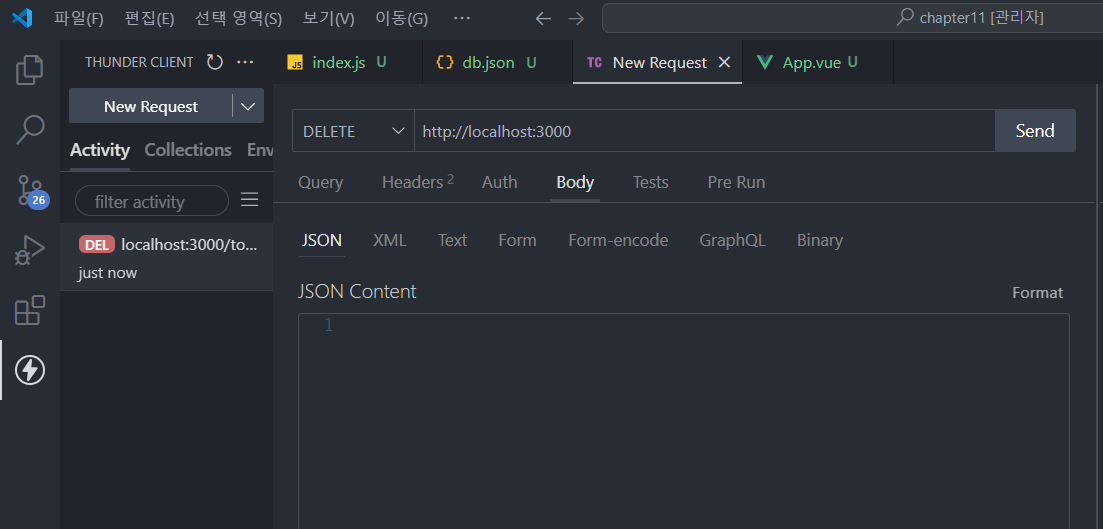 파일(F) 편집(E) 선택 영역(S) 보기(V) 이동(G) ··· chapter11 [관리자]
THUNDER CLIENT ··· JS index.js U {} db.json U TC New Request App.vue U
New Request
DELETE http://localhost:3000 Send
Activity Collections Env
Query Headers 2 Auth Body Tests Pre Run
26
filter activity
DEL localhost:3000/to...
just now
JSON XML Text Form Form-encode GraphQL Binary
JSON Content Format
1